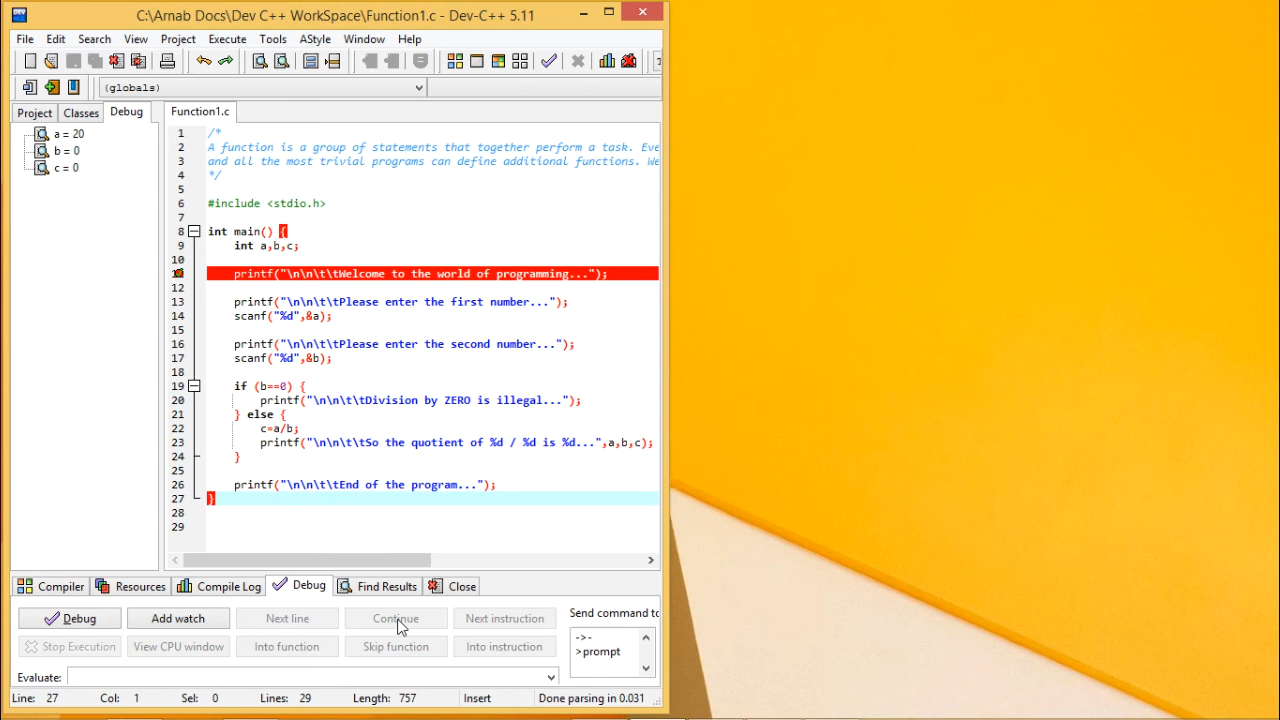 C:\Arnab Docs\Dev C++ WorkSpace\Function1.c - Dev-C++ 5.11
File Edit Search View Project Execute Tools AStyle Window Help
(globals)
Project Classes Debug
Function1.c
a = 20
b = 0
c = 0
1 /*
2 A function is a group of statements that together perform a task. Eve
3 and all the most trivial programs can define additional functions. We
4 */
5
6 #include <stdio.h>
7
8 int main() {
9 int a,b,c;
10
printf("\n\n\t\tWelcome to the world of programming...");
12
13 printf("\n\n\t\tPlease enter the first number...");
14 scanf("%d",&a);
15
16 printf("\n\n\t\tPlease enter the second number...");
17 scanf("%d",&b);
18
19 if (b==0) {
20 printf("\n\n\t\tDivision by ZERO is illegal...");
21 } else {
22 c=a/b;
23 printf("\n\n\t\tSo the quotient of %d / %d is %d...",a,b,c);
24 }
25
26 printf("\n\n\t\tEnd of the program...");
27 }
28
29
Compiler Resources Compile Log Debug Find Results Close
Debug Add watch Next line Continue Next instruction
Stop Execution View CPU window Into function Skip function Into instruction
Send command to
->-
>prompt
Evaluate:
Line: 27 Col: 1 Sel: 0 Lines: 29 Length: 757 Insert Done parsing in 0.031